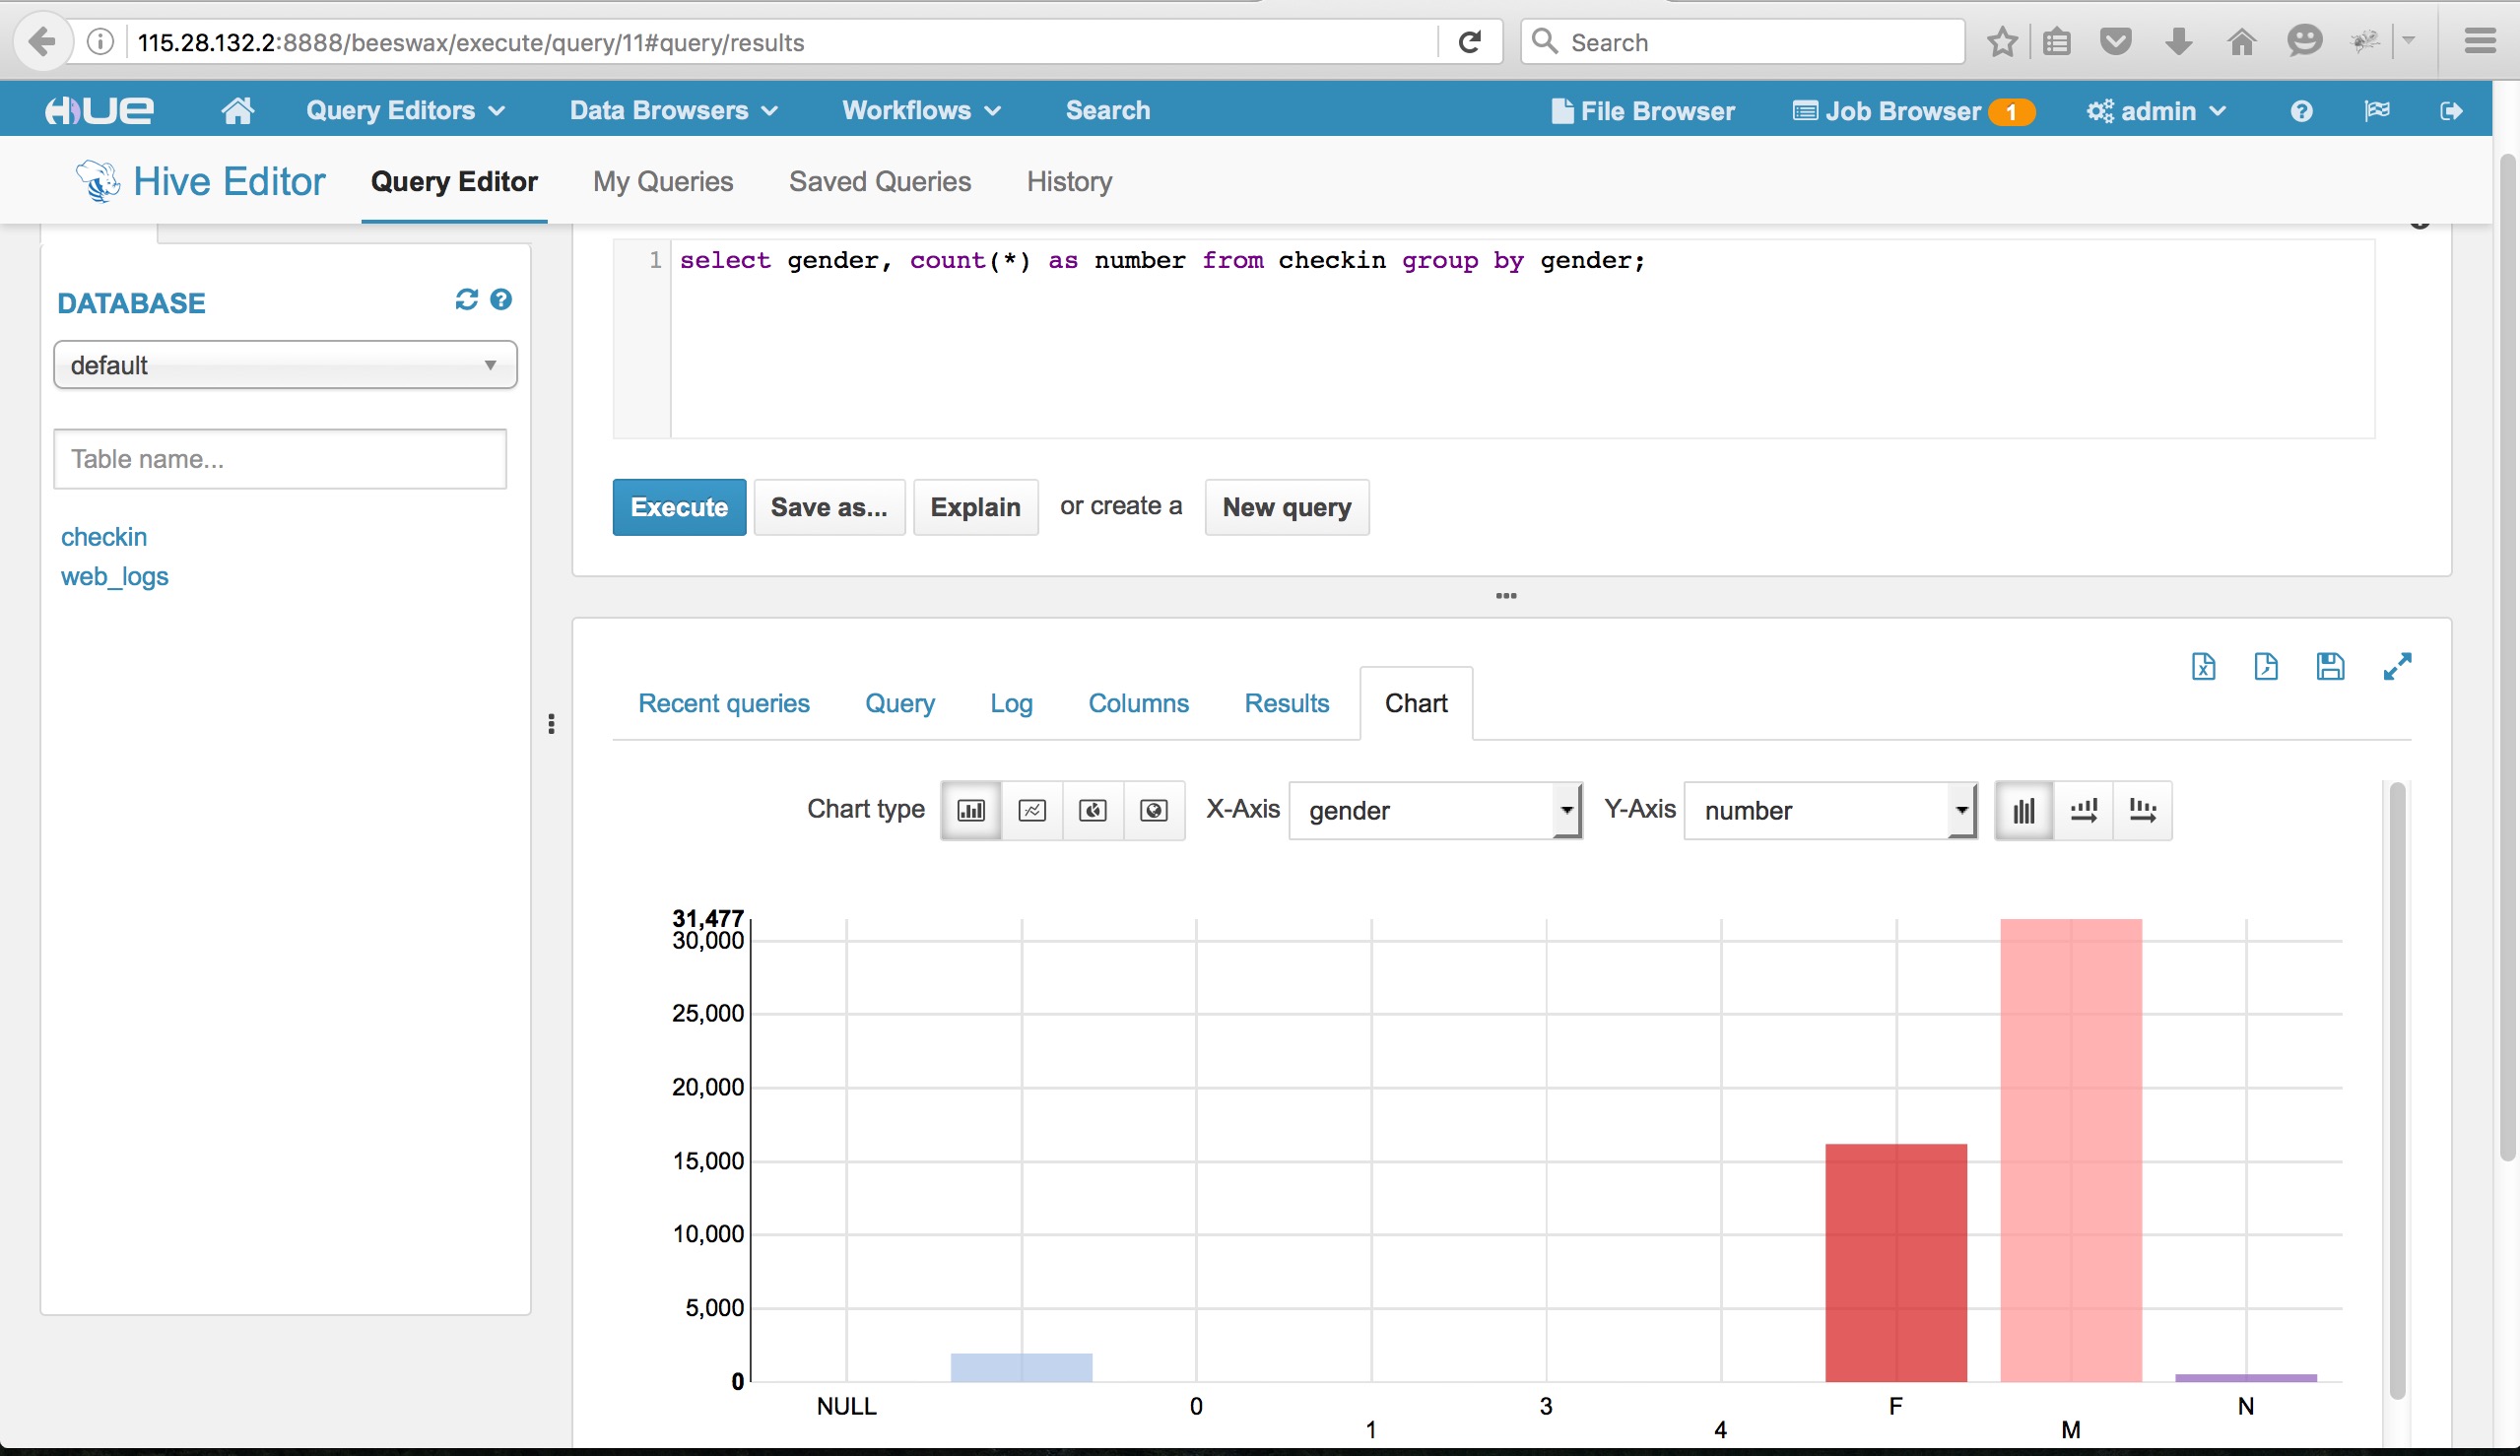 115.28.132.2:8888/beeswax/execute/query/11#query/results
Search
HUE Query Editors Data Browsers Workflows Search File Browser Job Browser 1 admin
Hive Editor Query Editor My Queries Saved Queries History
1 select gender, count(*) as number from checkin group by gender;
DATABASE
default
Table name...
checkin
web_logs
Execute Save as... Explain or create a New query
Recent queries Query Log Columns Results Chart
Chart type X-Axis gender Y-Axis number
31,477
30,000
25,000
20,000
15,000
10,000
5,000
0
NULL 0 3 F N
1 4 M